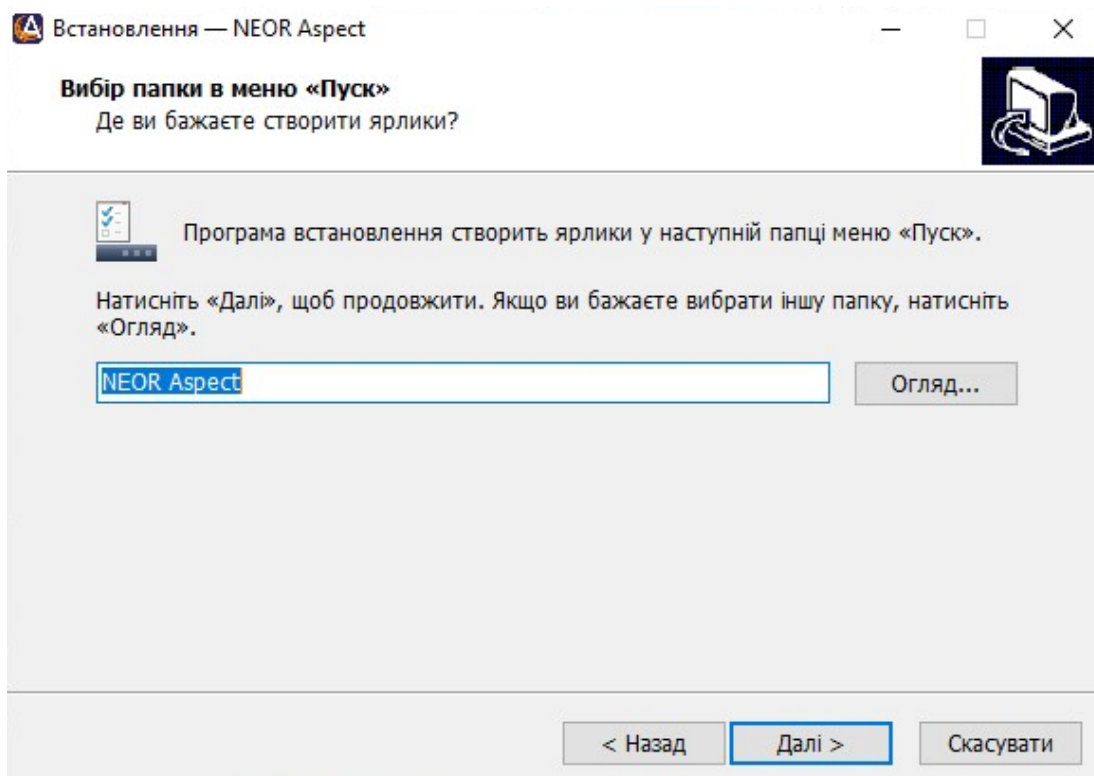 Встановлення — NEOR Aspect
Вибір папки в меню «Пуск»
Де ви бажаєте створити ярлики?
Програма встановлення створить ярлики у наступній папці меню «Пуск».
Натисніть «Далі», щоб продовжити. Якщо ви бажаєте вибрати іншу папку, натисніть
«Огляд».
NEOR Aspect
Огляд...
< Назад
Далі >
Скасувати